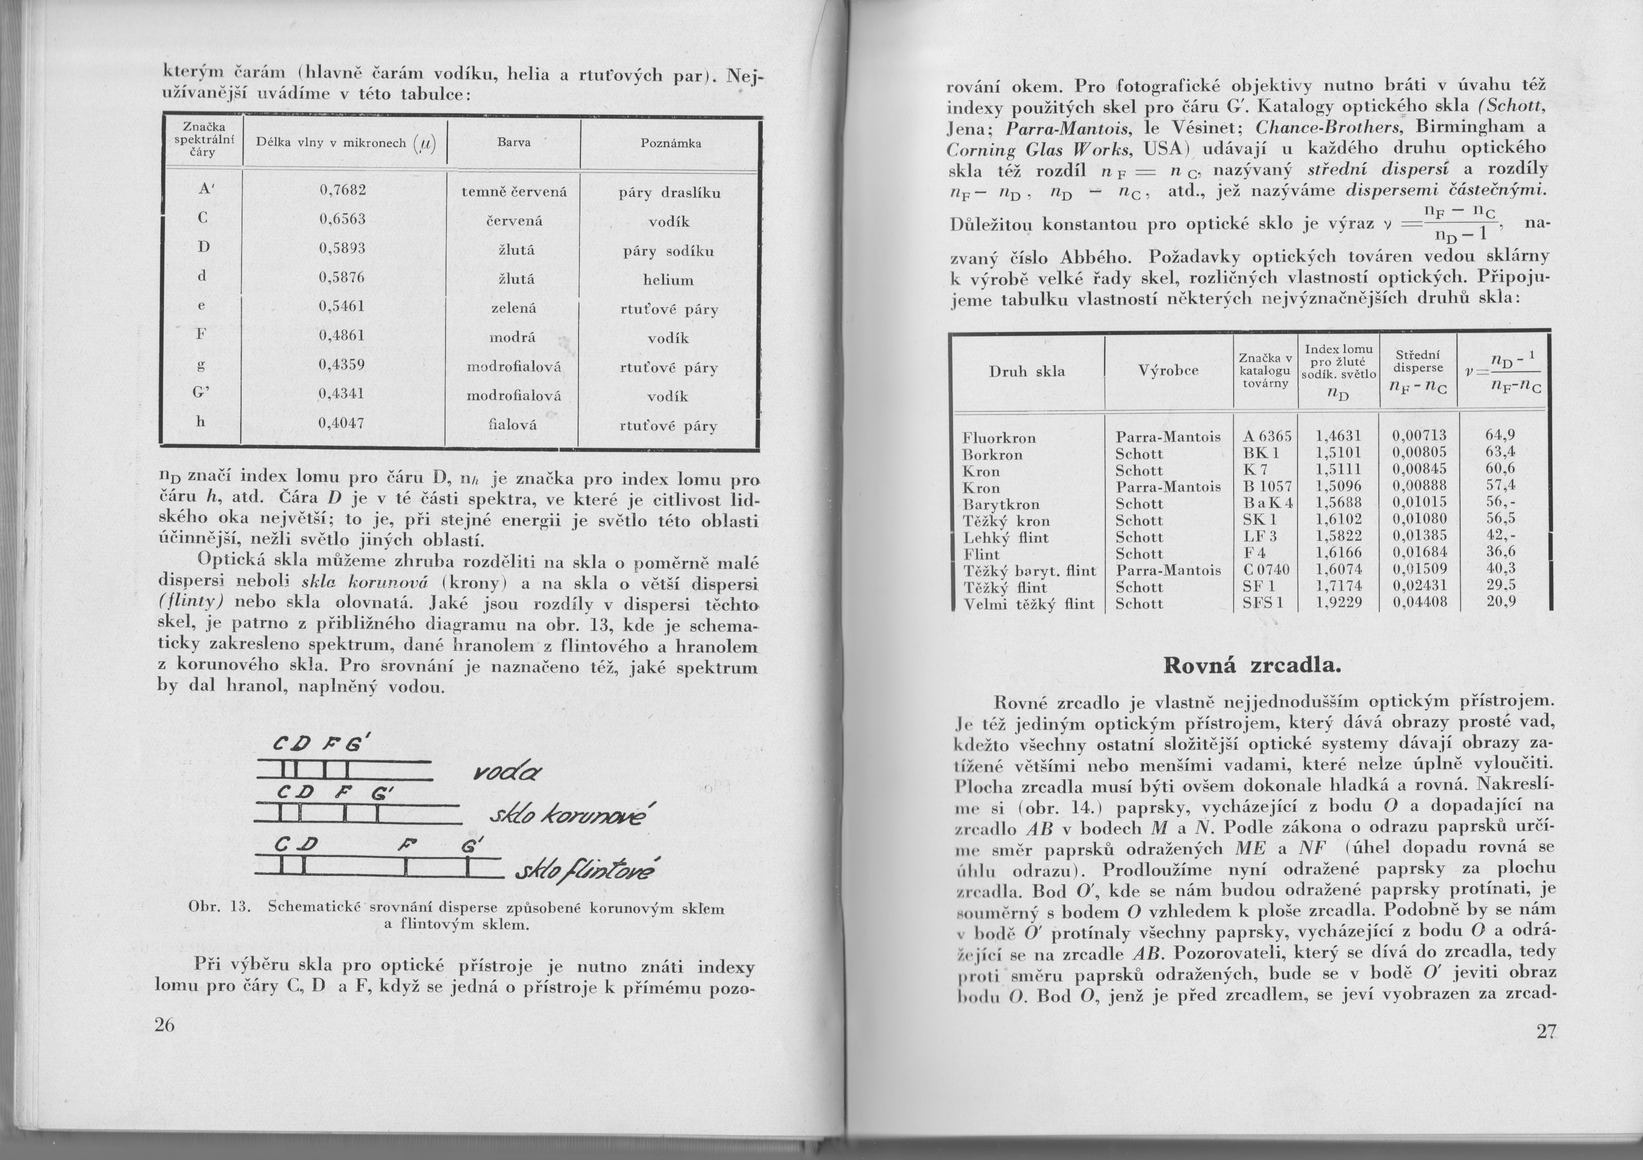 kterým čarám (hlavně čarám vodíku, helia a rtuťových par). Nej-
užívanější uvádíme v této tabulce:
Značka spektrální čáry | Délka vlny v mikronech (μ) | Barva | Poznámka
A' 0,7682 temně červená páry draslíku
C 0,6563 červená vodík
D 0,5893 žlutá páry sodíku
d 0,5876 žlutá helium
e 0,5461 zelená rtuťové páry
F 0,4861 modrá vodík
g 0,4359 modrofialová rtuťové páry
G' 0,4341 modrofialová vodík
h 0,4047 fialová rtuťové páry
nD značí index lomu pro čáru D, nh je značka pro index lomu pro
čáru h, atd. Čára D je v té části spektra, ve které je citlivost lid-
ského oka největší; to je, při stejné energii je světlo této oblasti
účinnější, nežli světlo jiných oblastí.
Optická skla můžeme zhruba rozděliti na skla o poměrně malé
dispersi neboli skla korunová (krony) a na skla o větší dispersi
(flinty) nebo skla olovnatá. Jaké jsou rozdíly v dispersi těchto
skel, je patrno z přibližného diagramu na obr. 13, kde je schema-
ticky zakresleno spektrum, dané hranolem z flintového a hranolem
z korunového skla. Pro srovnání je naznačeno též, jaké spektrum
by dal hranol, naplněný vodou.
C D F G'
voda
C D F G'
sklo korunové
C D F G'
sklo flintové
Obr. 13. Schematické srovnání disperse způsobené korunovým sklem
a flintovým sklem.
Při výběru skla pro optické přístroje je nutno znáti indexy
lomu pro čáry C, D a F, když se jedná o přístroje k přímému pozo-
26
rování okem. Pro fotografické objektivy nutno bráti v úvahu též
indexy použitých skel pro čáru G'. Katalogy optického skla (Schott,
Jena; Parra-Mantois, le Vésinet; Chance-Brothers, Birmingham a
Corning Glas Works, USA) udávají u každého druhu optického
skla též rozdíl n F = n C, nazývaný střední dispersí a rozdíly
nF — nD, nD — nC, atd., jež nazýváme dispersemi částečnými.
Důležitou konstantou pro optické sklo je výraz ν = nF — nC / nD — 1, na-
zvaný číslo Abbého. Požadavky optických továren vedou sklárny
k výrobě velké řady skel, rozličných vlastností optických. Připoju-
jeme tabulku vlastností některých nejvýznačnějších druhů skla:
Druh skla | Výrobce | Značka v katalogu továrny | Index lomu pro žluté sodík. světlo nD | Střední disperse nF - nC | ν = nD - 1 / nF-nC
Fluorkron Parra-Mantois A 6365 1,4631 0,00713 64,9
Borkron Schott BK 1 1,5101 0,00805 63,4
Kron Schott K 7 1,5111 0,00845 60,6
Kron Parra-Mantois B 1057 1,5096 0,00888 57,4
Barytkron Schott BaK 4 1,5688 0,01015 56,-
Těžký kron Schott SK 1 1,6102 0,01080 56,5
Lehký flint Schott LF 3 1,5822 0,01385 42,-
Flint Schott F 4 1,6166 0,01684 36,6
Těžký baryt. flint Parra-Mantois C 0740 1,6074 0,01509 40,3
Těžký flint Schott SF 1 1,7174 0,02431 29,5
Velmi těžký flint Schott SFS 1 1,9229 0,04408 20,9
Rovná zrcadla.
Rovné zrcadlo je vlastně nejjednodušším optickým přístrojem.
Je též jediným optickým přístrojem, který dává obrazy prosté vad,
kdežto všechny ostatní složitější optické systemy dávají obrazy za-
tížené většími nebo menšími vadami, které nelze úplně vyloučiti.
Plocha zrcadla musí býti ovšem dokonale hladká a rovná. Nakreslí-
me si (obr. 14.) paprsky, vycházející z bodu O a dopadající na
zrcadlo AB v bodech M a N. Podle zákona o odrazu paprsků určí-
me směr paprsků odražených ME a NF (úhel dopadu rovná se
úhlu odrazu). Prodloužíme nyní odražené paprsky za plochu
zrcadla. Bod O', kde se nám budou odražené paprsky protínati, je
souměrný s bodem O vzhledem k ploše zrcadla. Podobně by se nám
v bodě O' protínaly všechny paprsky, vycházející z bodu O a odrá-
žející se na zrcadle AB. Pozorovateli, který se dívá do zrcadla, tedy
proti směru paprsků odražených, bude se v bodě O' jeviti obraz
bodu O. Bod O, jenž je před zrcadlem, se jeví vyobrazen za zrcad-
27